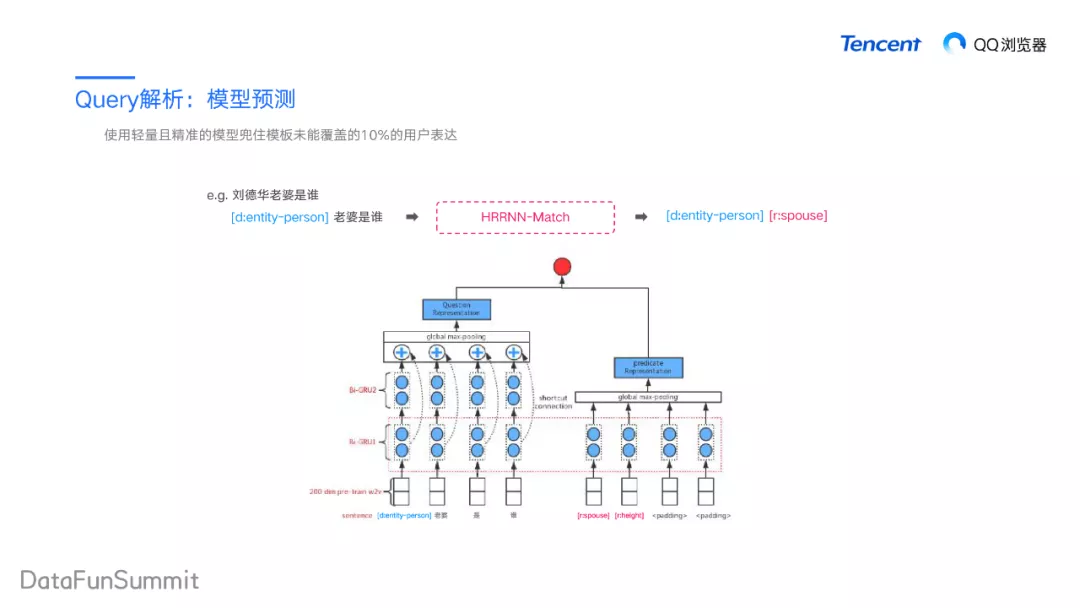 Tencent QQ浏览器
Query解析：模型预测
使用轻量且精准的模型兜住模板未能覆盖的10%的用户表达
e.g. 刘德华老婆是谁
[d:entity-person] 老婆是谁
HRRNN-Match
[d:entity-person] [r:spouse]
Question
Representation
global max-pooling
predicate
Representation
global max-pooling
Bi-GRU2
shortcut
connection
Bi-GRU1
200 dim pre-train w2v
sentence [d:entity-person] 老婆 是 谁 [r:spouse] [r:height] <padding> <padding>
DataFunSummit